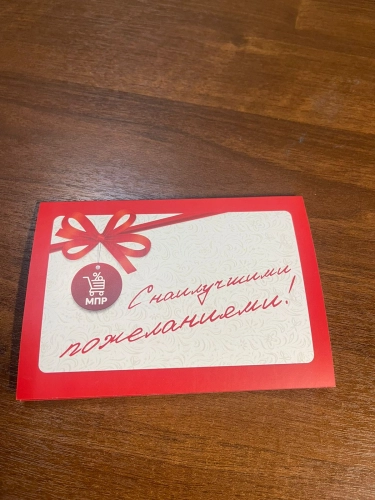 %
МПР
С наилучшими
пожеланиями!